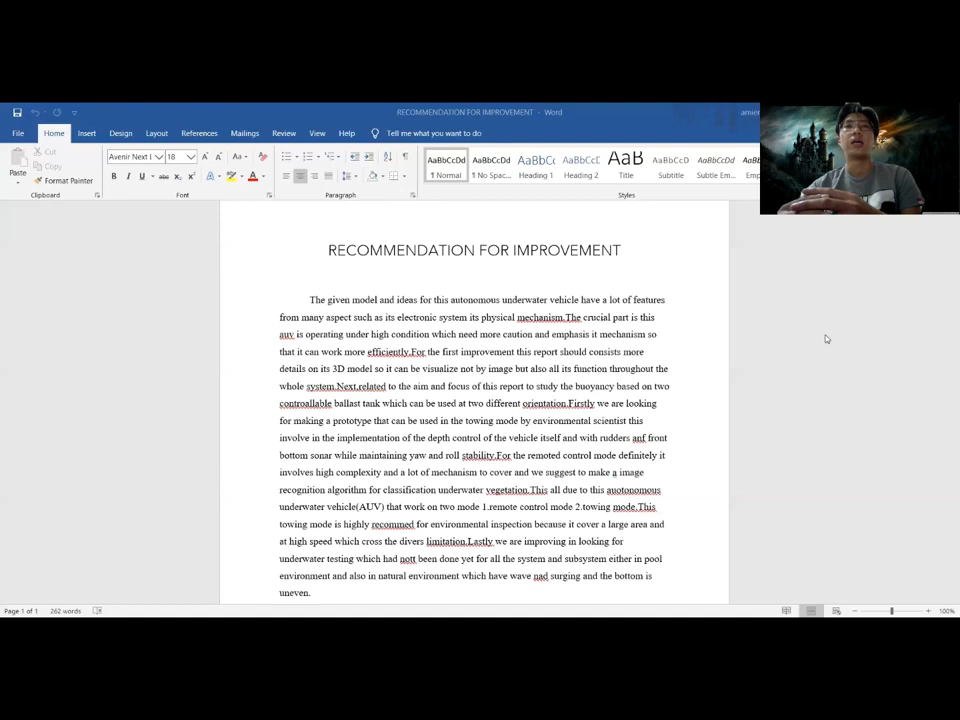 RECOMMENDATION FOR IMPROVEMENT - Word
amier
File Home Insert Design Layout References Mailings Review View Help Tell me what you want to do
Paste
Cut
Copy
Format Painter
Clipboard
Avenir Next 18 Aa
B I U abc X₂ X² A A
Font
Paragraph
AaBbCcDd AaBbCcDd AaBbCc AaBbCcD AaB AaBbCcD AaBbCcDd AaBbCcDd AaBb
1 Normal 1 No Spac... Heading 1 Heading 2 Title Subtitle Subtle Em... Emp
Styles
RECOMMENDATION FOR IMPROVEMENT
The given model and ideas for this autonomous underwater vehicle have a lot of features
from many aspect such as its electronic system its physical mechanism.The crucial part is this
auv is operating under high condition which need more caution and emphasis it mechanism so
that it can work more efficiently.For the first improvement this report should consists more
details on its 3D model so it can be visualize not by image but also all its function throughout the
whole system.Next,related to the aim and focus of this report to study the buoyancy based on two
controallable ballast tank which can be used at two different orientation.Firstly we are looking
for making a prototype that can be used in the towing mode by environmental scientist this
involve in the implementation of the depth control of the vehicle itself and with rudders anf front
bottom sonar while maintaining yaw and roll stability.For the remoted control mode definitely it
involves high complexity and a lot of mechanism to cover and we suggest to make a image
recognition algorithm for classification underwater vegetation.This all due to this auotonomous
underwater vehicle(AUV) that work on two mode 1.remote control mode 2.towing mode.This
towing mode is highly recommed for environmental inspection because it cover a large area and
at high speed which cross the divers limitation.Lastly we are improving in looking for
underwater testing which had nott been done yet for all the system and subsystem either in pool
environment and also in natural environment which have wave nad surging and the bottom is
uneven.
Page 1 of 1 262 words 100%